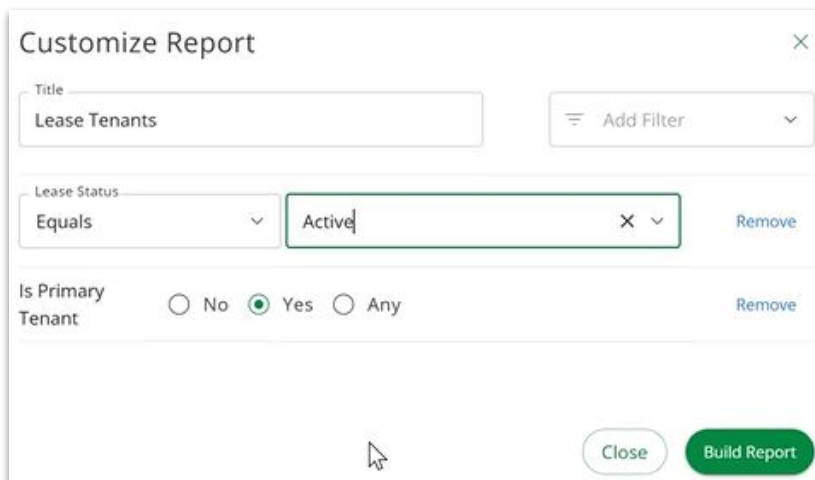 Customize Report
Title
Lease Tenants
Add Filter
Lease Status
Equals
Active
Remove
Is Primary
Tenant
No Yes Any
Remove
Close
Build Report